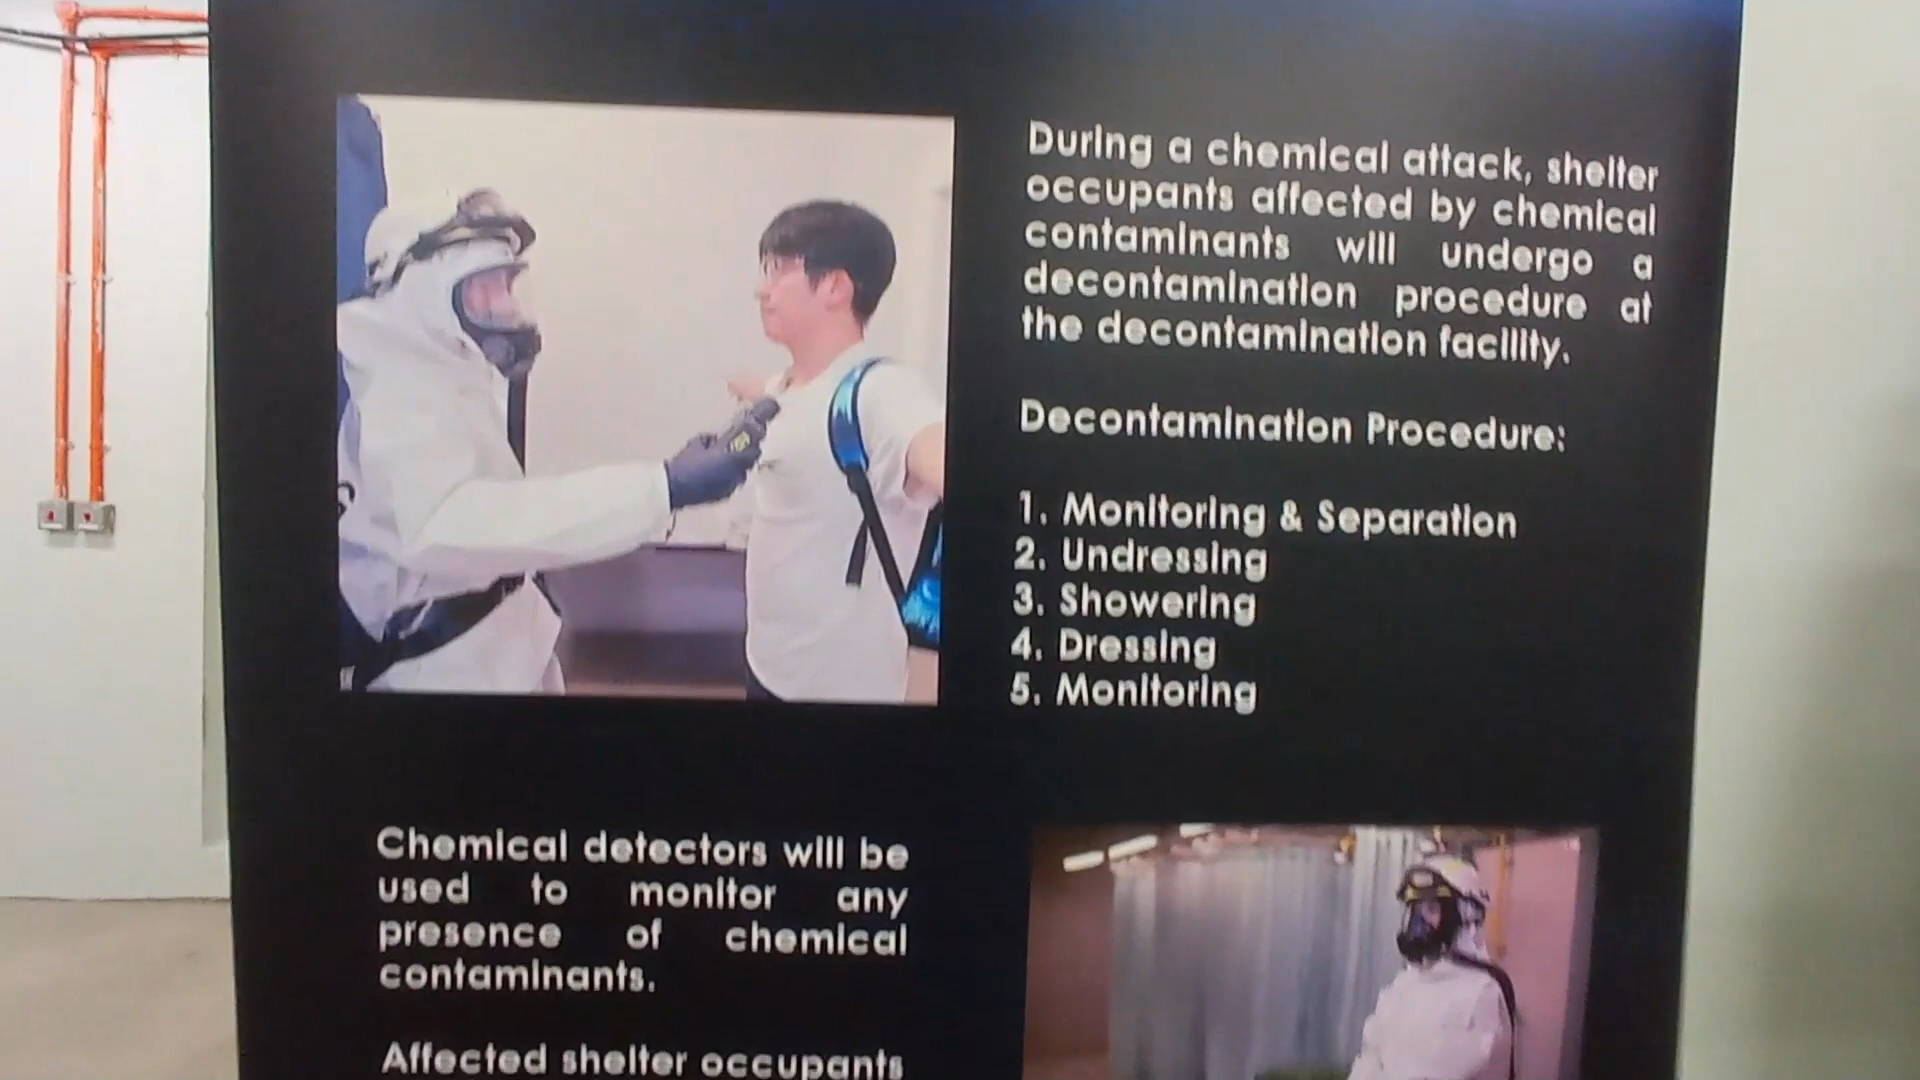 During a chemical attack, shelter
occupants affected by chemical
contaminants will undergo a
decontamination procedure at
the decontamination facility.
Decontamination Procedure:
1. Monitoring & Separation
2. Undressing
3. Showering
4. Dressing
5. Monitoring
Chemical detectors will be
used to monitor any
presence of chemical
contaminants.
Affected shelter occupants